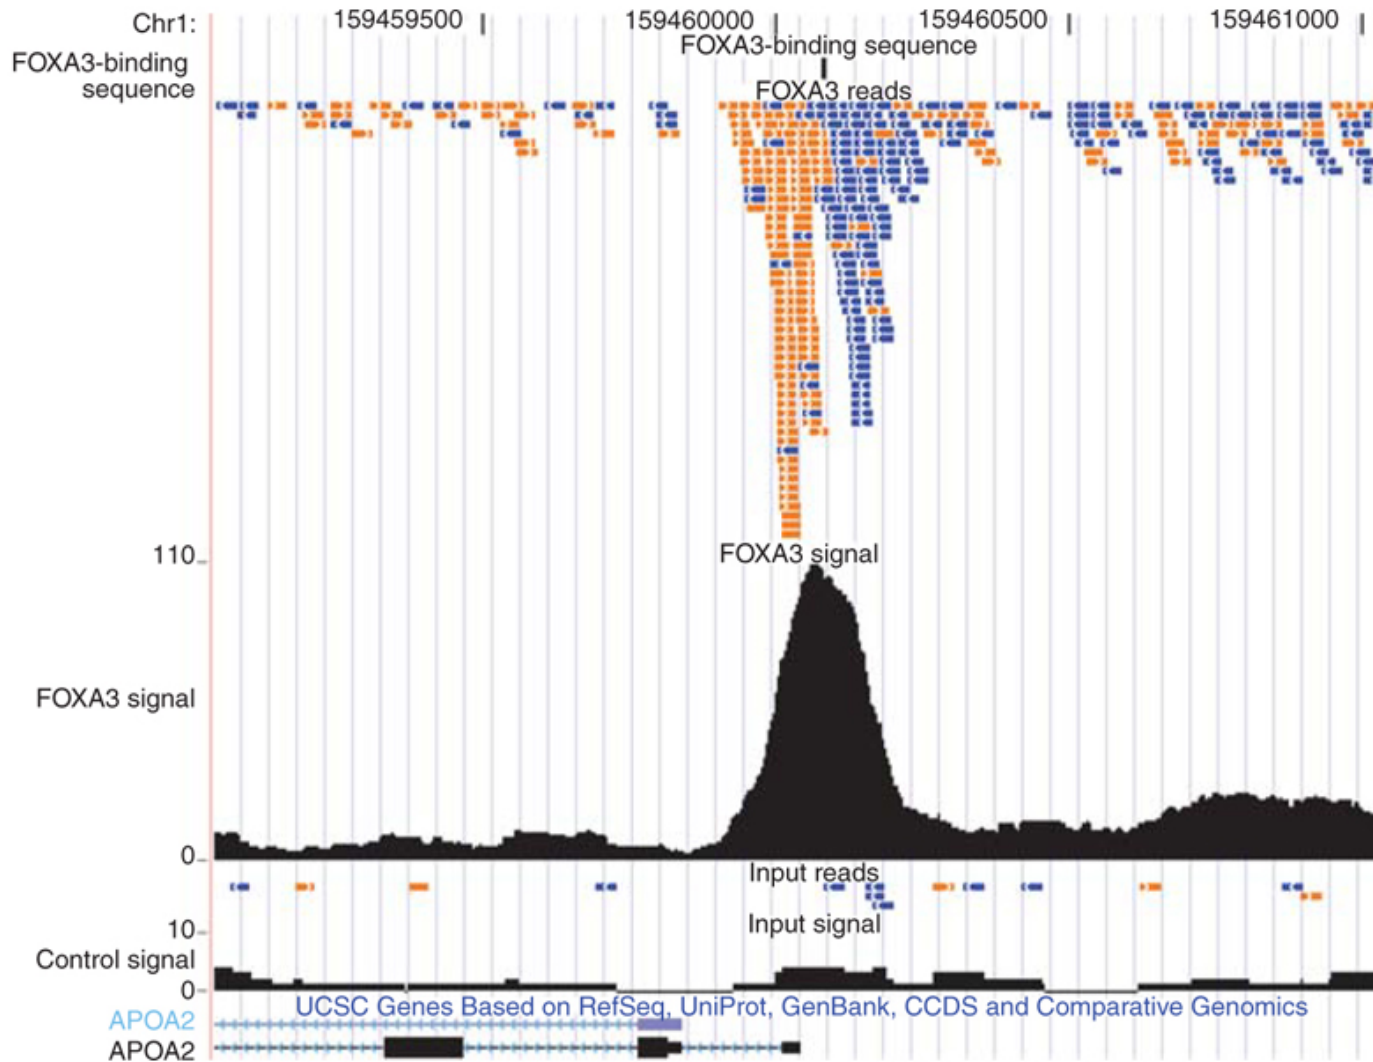 Chr1: 159459500 159460000 159460500 159461000
FOXA3-binding sequence
FOXA3-binding
sequence
FOXA3 reads
110
FOXA3 signal
FOXA3 signal
0
Input reads
Input signal
10
Control signal
0
UCSC Genes Based on RefSeq, UniProt, GenBank, CCDS and Comparative Genomics
APOA2
APOA2